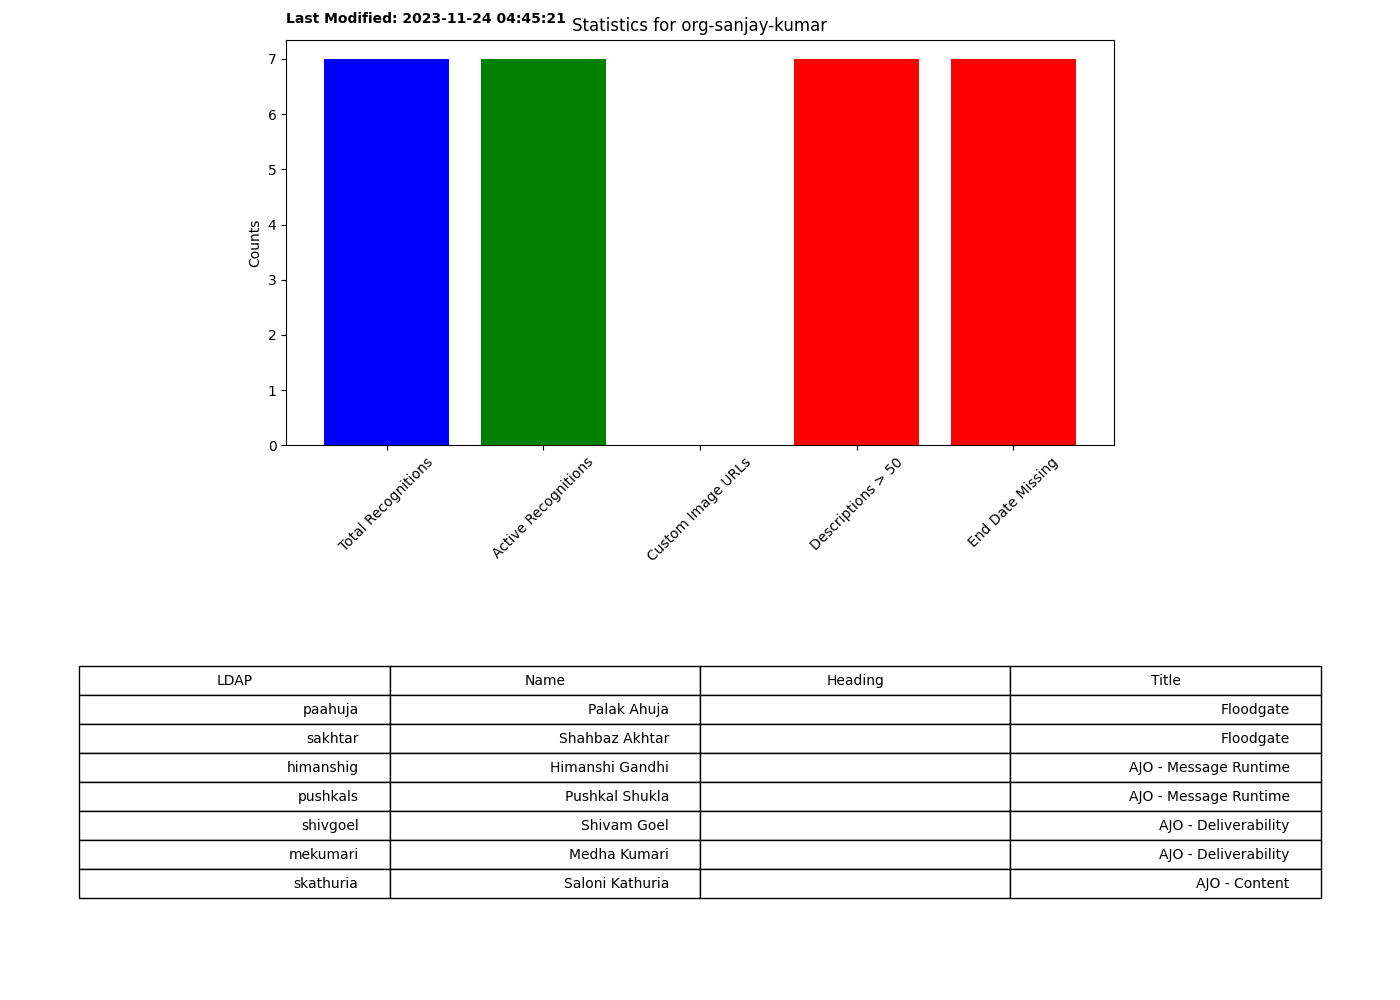 Last Modified: 2023-11-24 04:45:21
Statistics for org-sanjay-kumar
Counts
7
6
5
4
3
2
1
0
Total Recognitions
Active Recognitions
Custom Image URLs
Descriptions > 50
End Date Missing
LDAP Name Heading Title
paahuja Palak Ahuja Floodgate
sakhtar Shahbaz Akhtar Floodgate
himanshig Himanshi Gandhi AJO - Message Runtime
pushkals Pushkal Shukla AJO - Message Runtime
shivgoel Shivam Goel AJO - Deliverability
mekumari Medha Kumari AJO - Deliverability
skathuria Saloni Kathuria AJO - Content